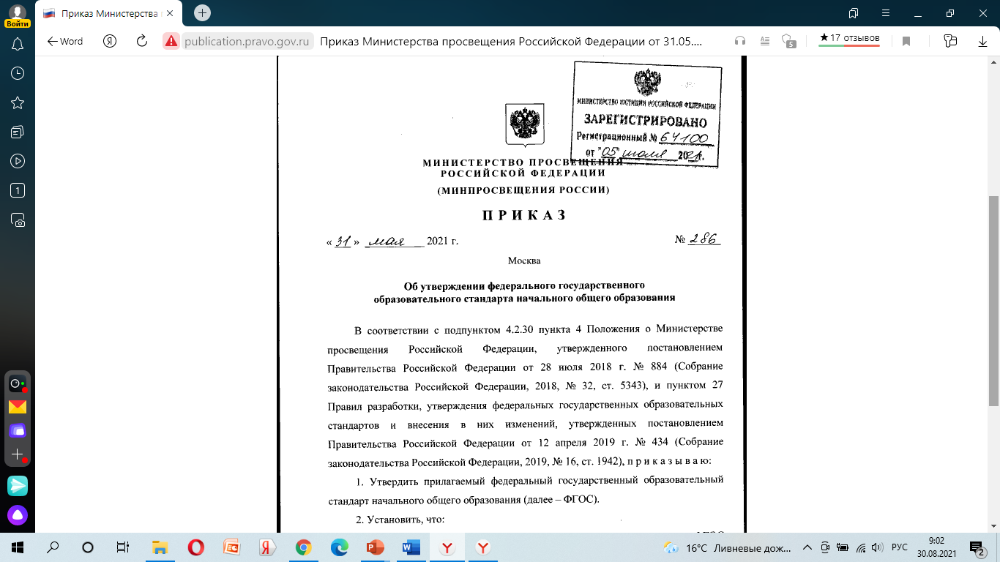 Приказ Министерства
Войти
Word
publication.pravo.gov.ru
Приказ Министерства просвещения Российской Федерации от 31.05....
5
★ 17 отзывов
1
МИНИСТЕРСТВО ЮСТИЦИИ РОССИЙСКОЙ ФЕДЕРАЦИИ
ЗАРЕГИСТРИРОВАНО
Регистрационный № 64100
от "05" июля 2021г.
МИНИСТЕРСТВО ПРОСВЕЩЕНИЯ
РОССИЙСКОЙ ФЕДЕРАЦИИ
(МИНПРОСВЕЩЕНИЯ РОССИИ)
П Р И К А З
« 31 » мая 2021 г.
№ 286
Москва
Об утверждении федерального государственного
образовательного стандарта начального общего образования
В соответствии с подпунктом 4.2.30 пункта 4 Положения о Министерстве
просвещения Российской Федерации, утвержденного постановлением
Правительства Российской Федерации от 28 июля 2018 г. № 884 (Собрание
законодательства Российской Федерации, 2018, № 32, ст. 5343), и пунктом 27
Правил разработки, утверждения федеральных государственных образовательных
стандартов и внесения в них изменений, утвержденных постановлением
Правительства Российской Федерации от 12 апреля 2019 г. № 434 (Собрание
законодательства Российской Федерации, 2019, № 16, ст. 1942), п р и к а з ы в а ю:
1. Утвердить прилагаемый федеральный государственный образовательный
стандарт начального общего образования (далее – ФГОС).
2. Установить, что:
16°C Ливневые дож...
РУС
9:02
30.08.2021
2